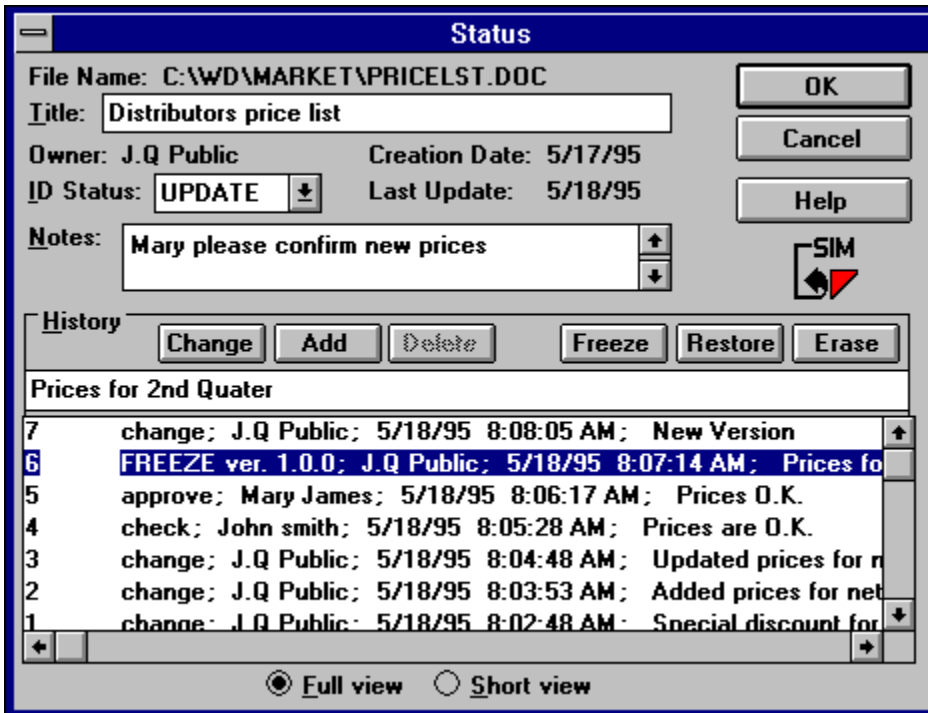 Status
File Name: C:\WD\MARKET\PRICELST.DOC
OK
Title: Distributors price list
Cancel
Owner: J.Q Public Creation Date: 5/17/95
ID Status: UPDATE Last Update: 5/18/95
Help
Notes: Mary please confirm new prices
SIM
History
Change Add Delete Freeze Restore Erase
Prices for 2nd Quater
7 change; J.Q Public; 5/18/95 8:08:05 AM; New Version
6 FREEZE ver. 1.0.0; J.Q Public; 5/18/95 8:07:14 AM; Prices fo
5 approve; Mary James; 5/18/95 8:06:17 AM; Prices O.K.
4 check; John smith; 5/18/95 8:05:28 AM; Prices are O.K.
3 change; J.Q Public; 5/18/95 8:04:48 AM; Updated prices for n
2 change; J.Q Public; 5/18/95 8:03:53 AM; Added prices for net
1 change; J.Q Public; 5/18/95 8:02:48 AM; Special discount for
Full view Short view